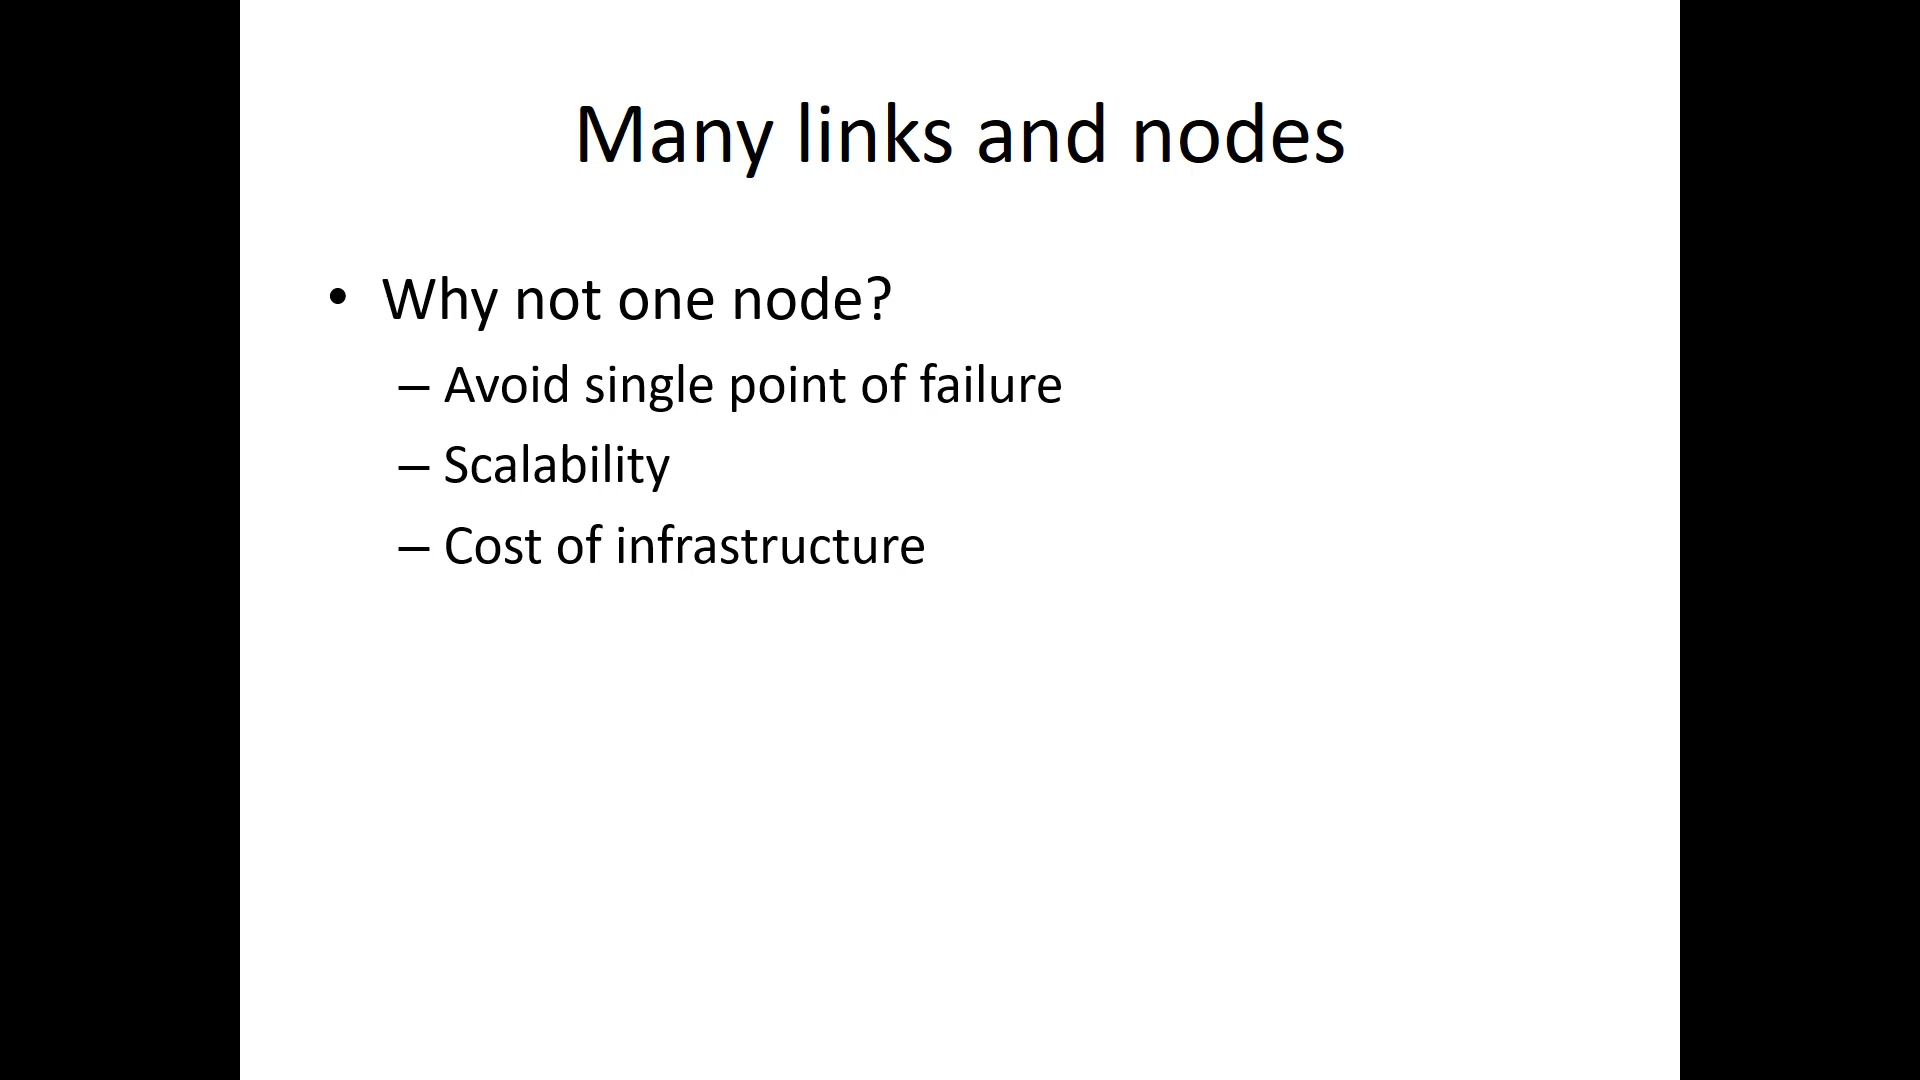 Many links and nodes
• Why not one node?
– Avoid single point of failure
– Scalability
– Cost of infrastructure